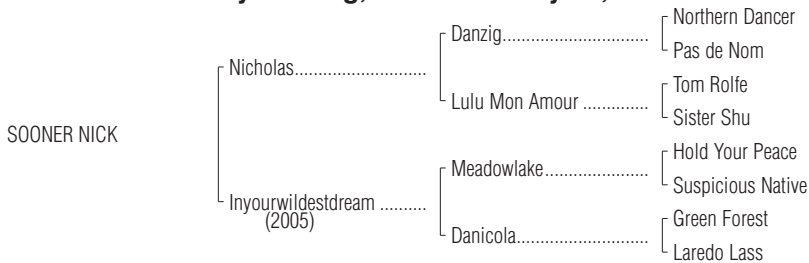 Northern Dancer
Danzig..............................
Pas de Nom
Nicholas...........................
Tom Rolfe
Lulu Mon Amour .............
Sister Shu
SOONER NICK
Hold Your Peace
Meadowlake.....................
Suspicious Native
Inyourwildestdream ..........
(2005)
Green Forest
Danicola...........................
Laredo Lass